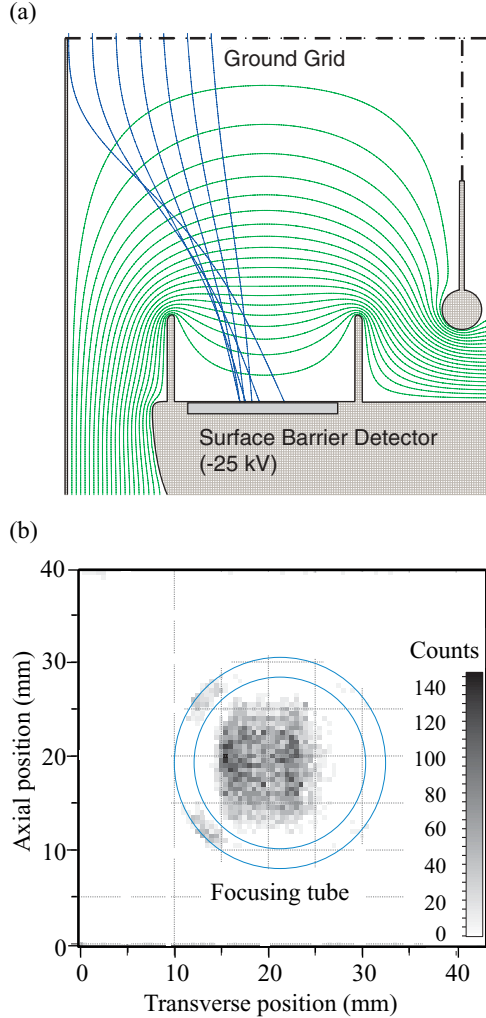 (a)
Ground Grid
Surface Barrier Detector
(-25 kV)
(b)
40
30
20
10
0
Axial position (mm)
Counts
140
120
100
80
60
40
20
0
Focusing tube
0
10
20
30
40
Transverse position (mm)